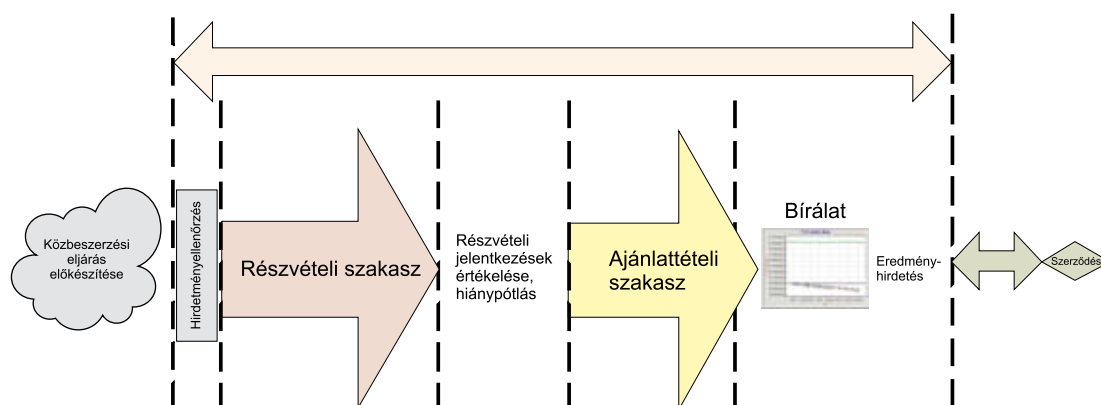 Közbeszerzési
eljárás
előkészítése
Hirdetményellenőrzés
Részvételi szakasz
Részvételi
jelentkezések
értékelése,
hiánypótlás
Ajánlattételi
szakasz
Bírálat
Eredmény-
hirdetés
Szerződés